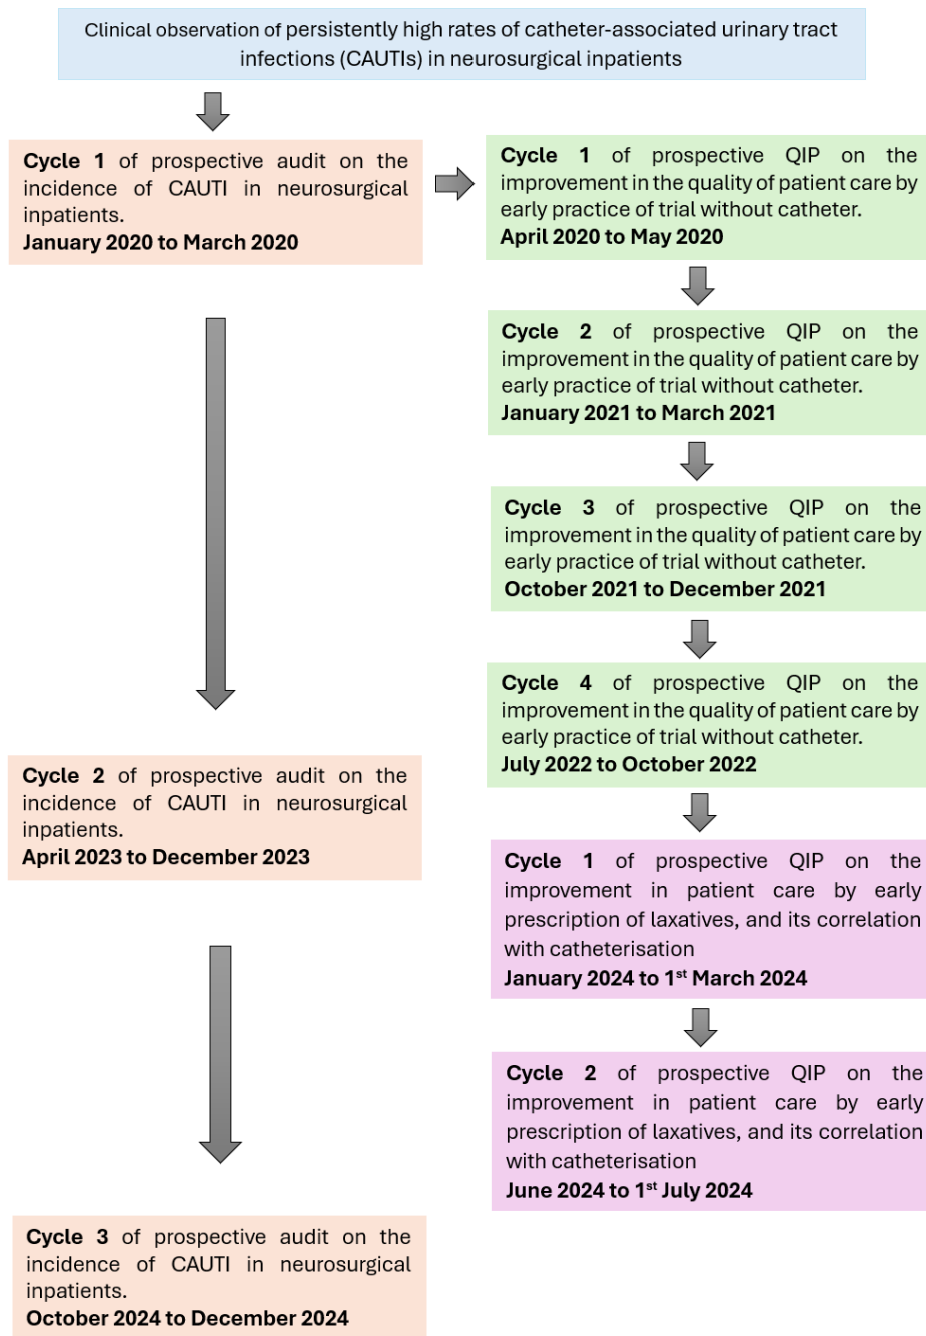 Clinical observation of persistently high rates of catheter-associated urinary tract
infections (CAUTIs) in neurosurgical inpatients
Cycle 1 of prospective audit on the
incidence of CAUTI in neurosurgical
inpatients.
January 2020 to March 2020
Cycle 1 of prospective QIP on the
improvement in the quality of patient care by
early practice of trial without catheter.
April 2020 to May 2020
Cycle 2 of prospective QIP on the
improvement in the quality of patient care by
early practice of trial without catheter.
January 2021 to March 2021
Cycle 3 of prospective QIP on the
improvement in the quality of patient care by
early practice of trial without catheter.
October 2021 to December 2021
Cycle 4 of prospective QIP on the
improvement in the quality of patient care by
early practice of trial without catheter.
July 2022 to October 2022
Cycle 2 of prospective audit on the
incidence of CAUTI in neurosurgical
inpatients.
April 2023 to December 2023
Cycle 1 of prospective QIP on the
improvement in patient care by early
prescription of laxatives, and its correlation
with catheterisation
January 2024 to 1st March 2024
Cycle 2 of prospective QIP on the
improvement in patient care by early
prescription of laxatives, and its correlation
with catheterisation
June 2024 to 1st July 2024
Cycle 3 of prospective audit on the
incidence of CAUTI in neurosurgical
inpatients.
October 2024 to December 2024